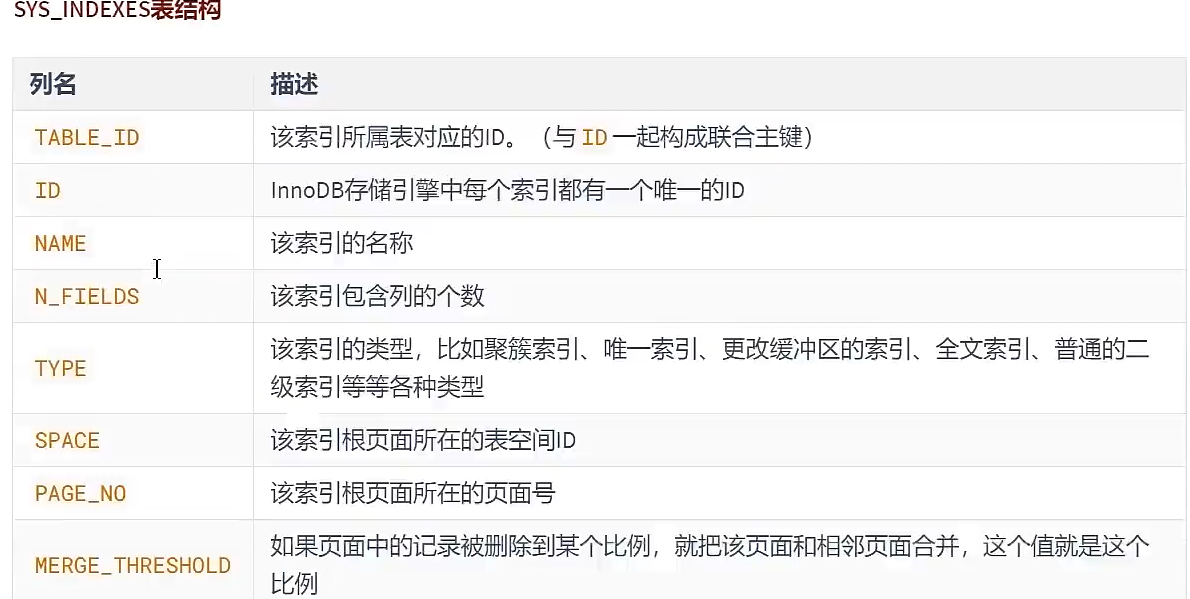 SYS_INDEXES表结构
列名 描述
TABLE_ID 该索引所属表对应的ID。（与 ID 一起构成联合主键）
ID InnoDB存储引擎中每个索引都有一个唯一的ID
NAME 该索引的名称
N_FIELDS 该索引包含列的个数
TYPE 该索引的类型，比如聚簇索引、唯一索引、更改缓冲区的索引、全文索引、普通的二
级索引等等各种类型
SPACE 该索引根页面所在的表空间ID
PAGE_NO 该索引根页面所在的页面号
MERGE_THRESHOLD 如果页面中的记录被删除到某个比例，就把该页面和相邻页面合并，这个值就是这个
比例